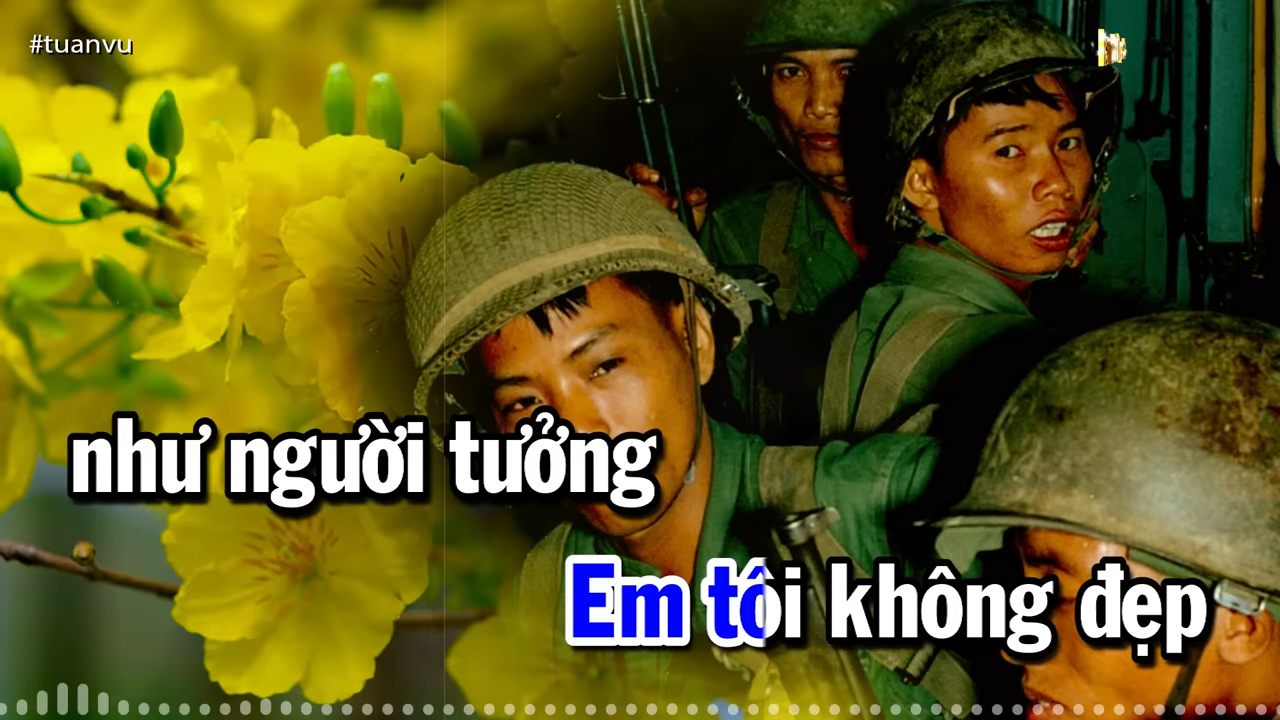 #tuanvu
như người tưởng
Em tôi không đẹp